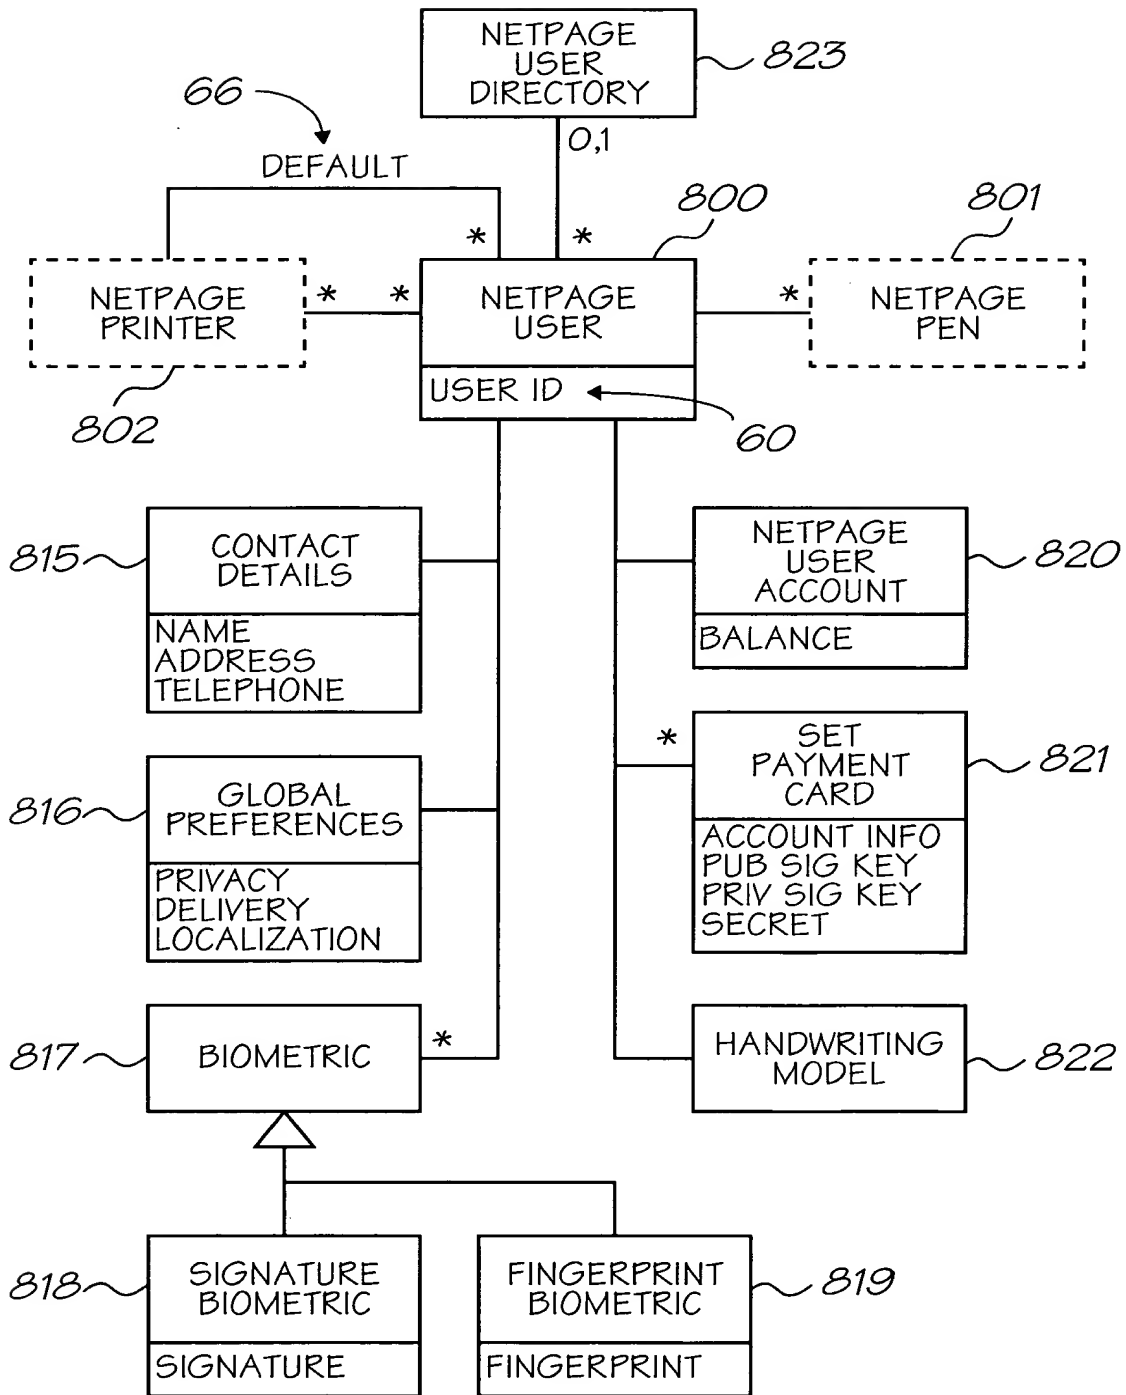 NETPAGE
USER
DIRECTORY
823
66
0,1
DEFAULT
800
801
*
*
NETPAGE
PRINTER
*
*
NETPAGE
USER
*
NETPAGE
PEN
802
USER ID
60
815
CONTACT
DETAILS
NAME
ADDRESS
TELEPHONE
NETPAGE
USER
ACCOUNT
820
BALANCE
816
GLOBAL
PREFERENCES
PRIVACY
DELIVERY
LOCALIZATION
*
SET
PAYMENT
CARD
821
ACCOUNT INFO
PUB SIG KEY
PRIV SIG KEY
SECRET
817
BIOMETRIC
*
HANDWRITING
MODEL
822
818
SIGNATURE
BIOMETRIC
SIGNATURE
FINGERPRINT
BIOMETRIC
819
FINGERPRINT